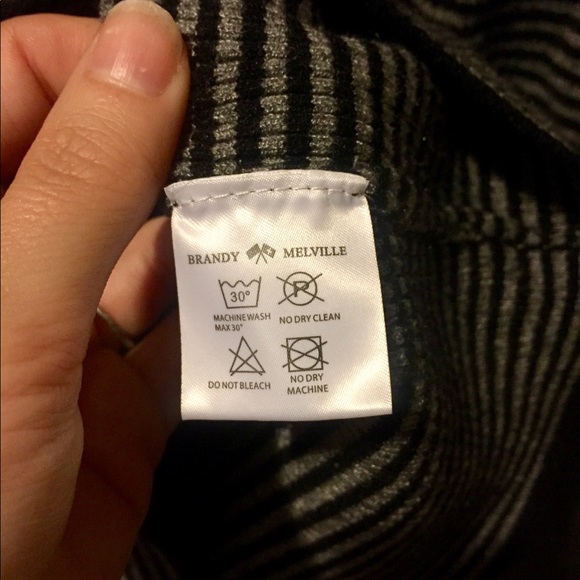 BRANDY MELVILLE
30°
P
MACHINE WASH
MAX 30°
NO DRY CLEAN
DO NOT BLEACH
NO DRY
MACHINE